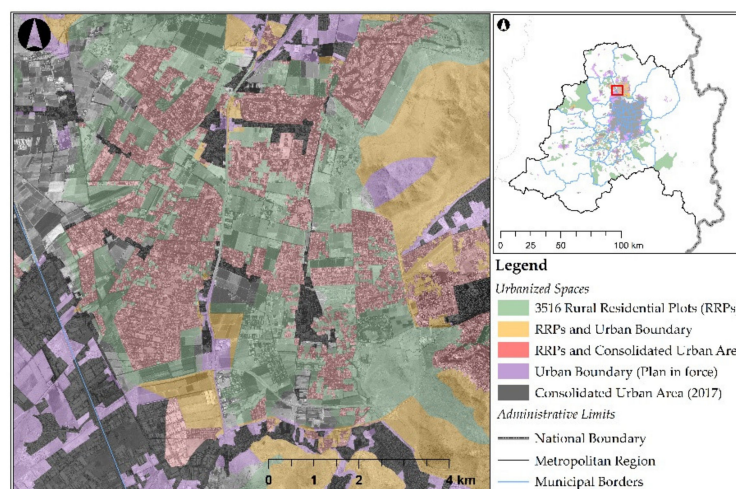 0 1 2 4 km
0 25 50 100 km
Legend
Urbanized Spaces
3516 Rural Residential Plots (RRPs
RRPs and Urban Boundary
RRPs and Consolidated Urban Are
Urban Boundary (Plan in force)
Consolidated Urban Area (2017)
Administrative Limits
National Boundary
Metropolitan Region
Municipal Borders